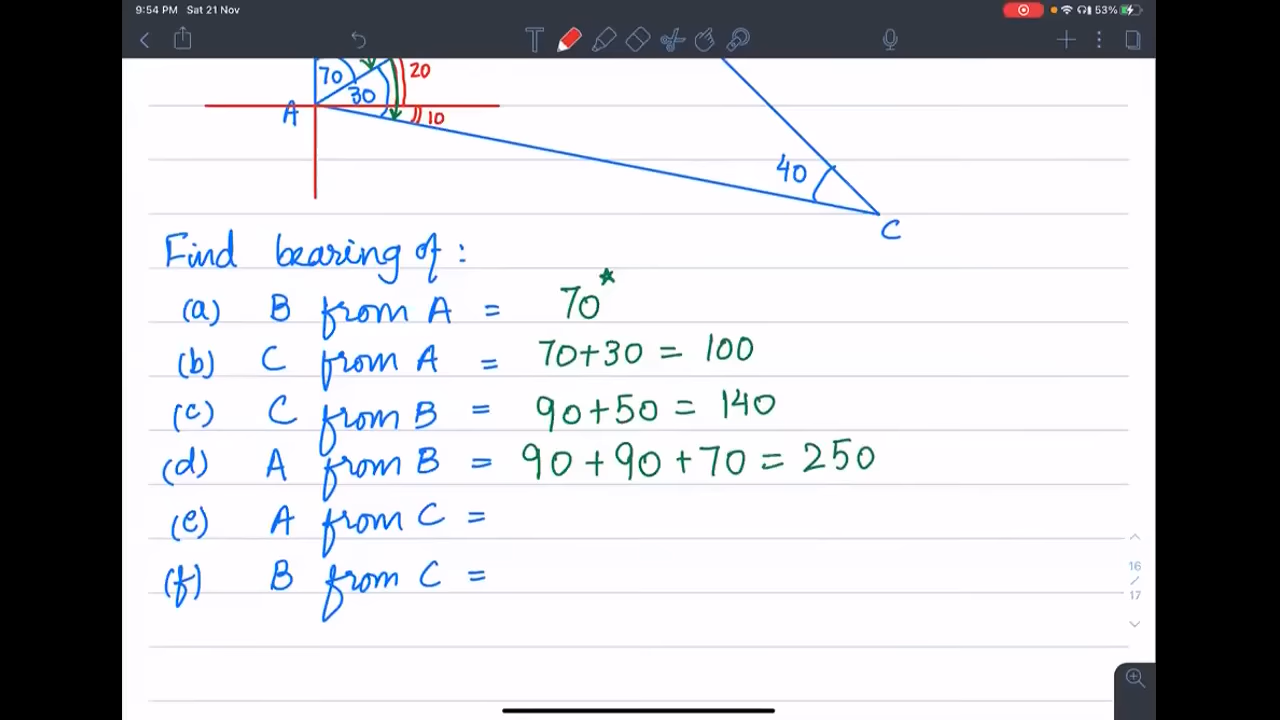 9:54 PM Sat 21 Nov 53%
T
70 20
30
A 10
40
C
Find bearing of :
(a) B from A = 70*
(b) C from A = 70+30 = 100
(c) C from B = 90+50 = 140
(d) A from B = 90 + 90 + 70 = 250
(e) A from C =
(f) B from C =
16
/
17